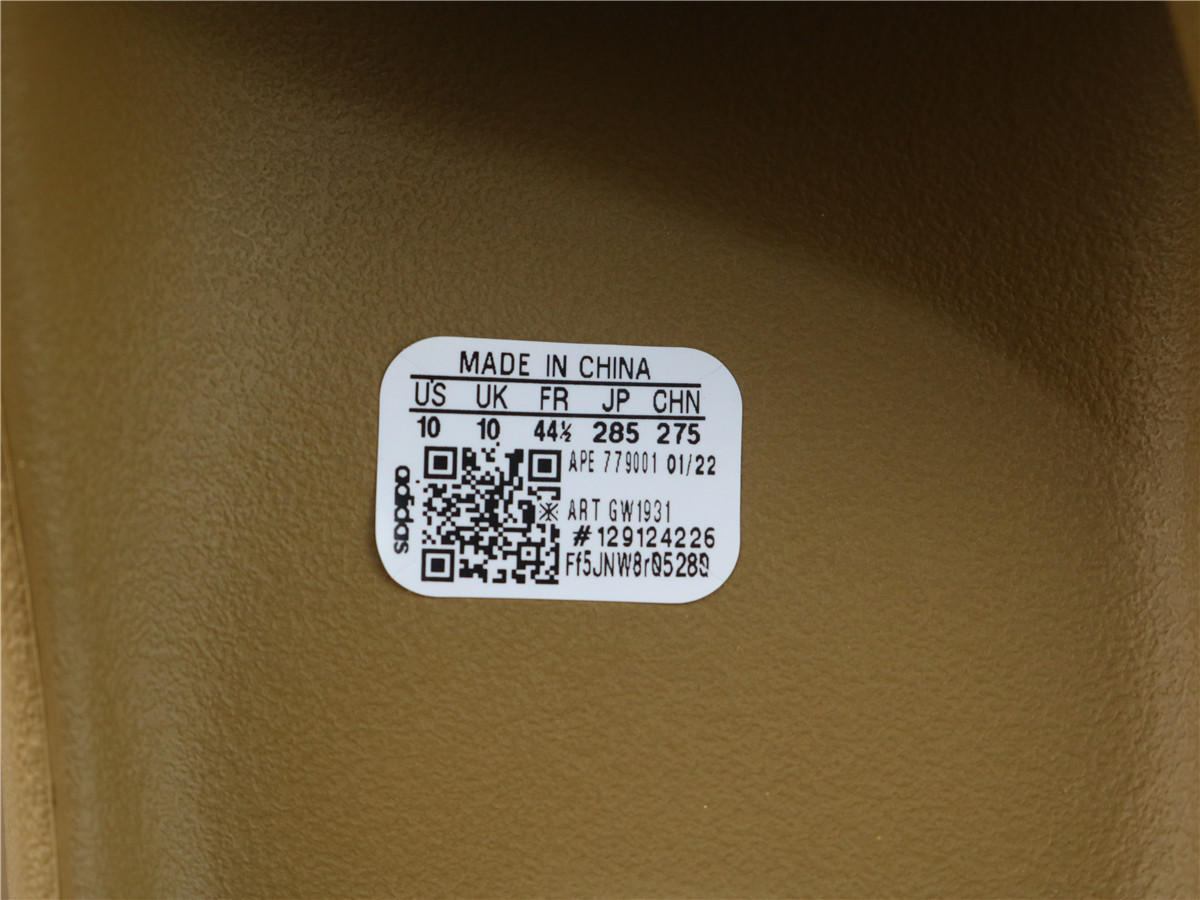 MADE IN CHINA
US UK FR JP CHN
10 10 44½ 285 275
APE 779001 01/22
adidas
ART GW1931
#129124226